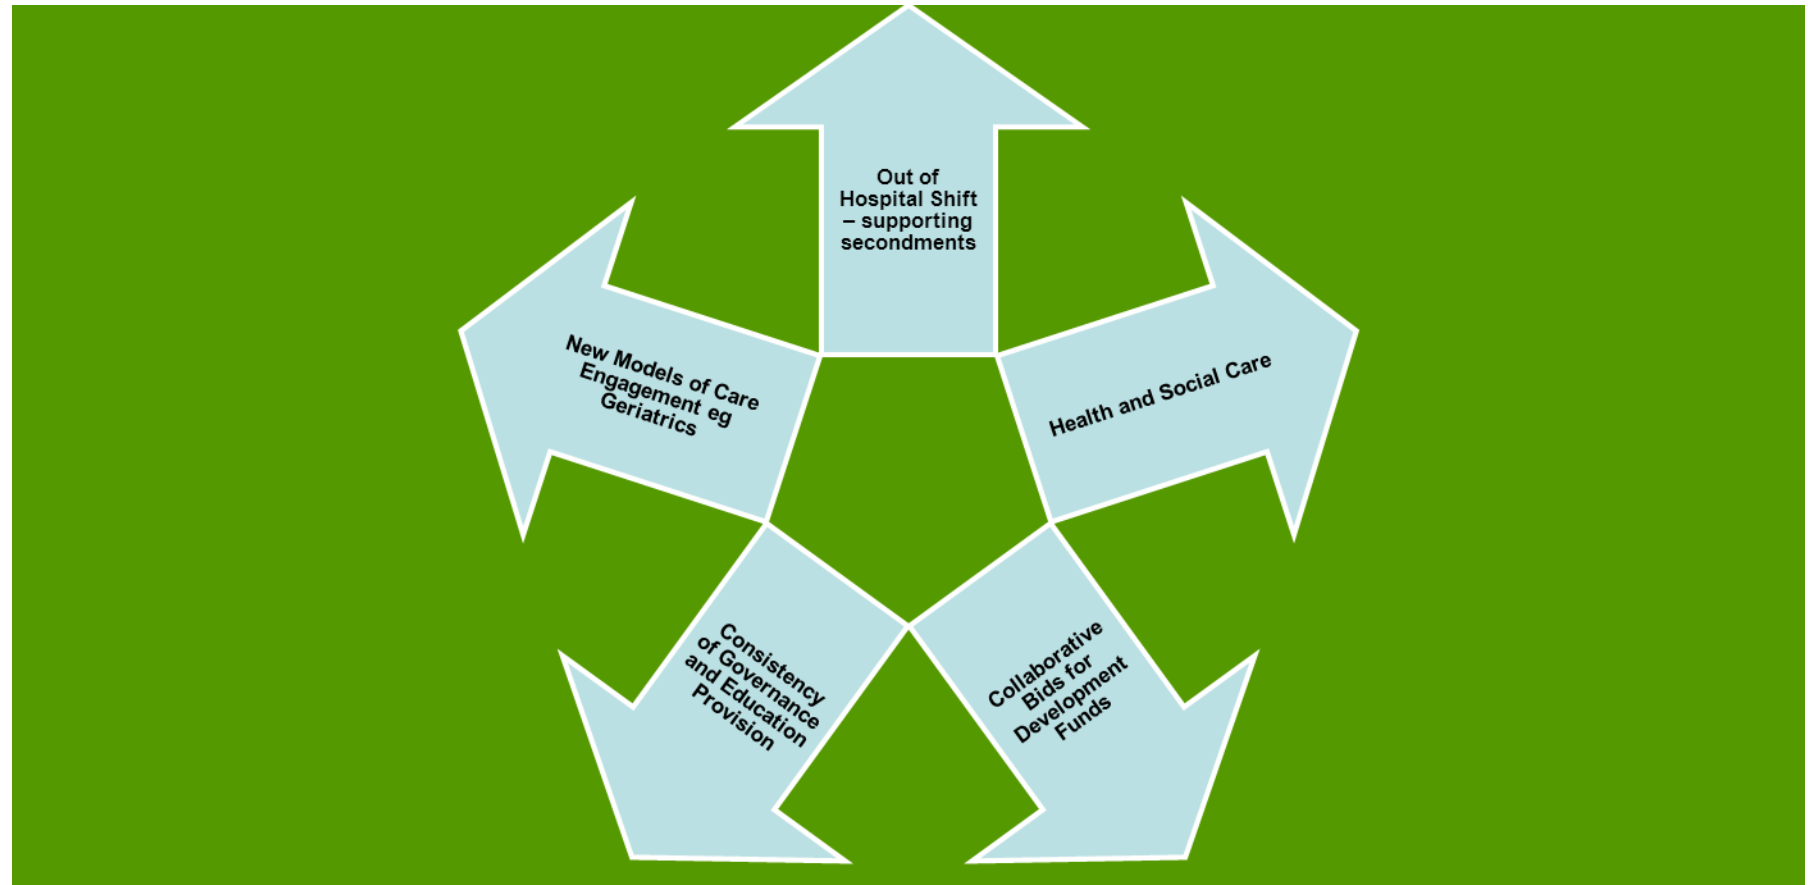 Out of
Hospital Shift
– supporting
secondments
Health and Social Care
Collaborative
Bids for
Development
Funds
Consistency
of Governance
and Education
Provision
New Models of Care
Engagement eg
Geriatrics